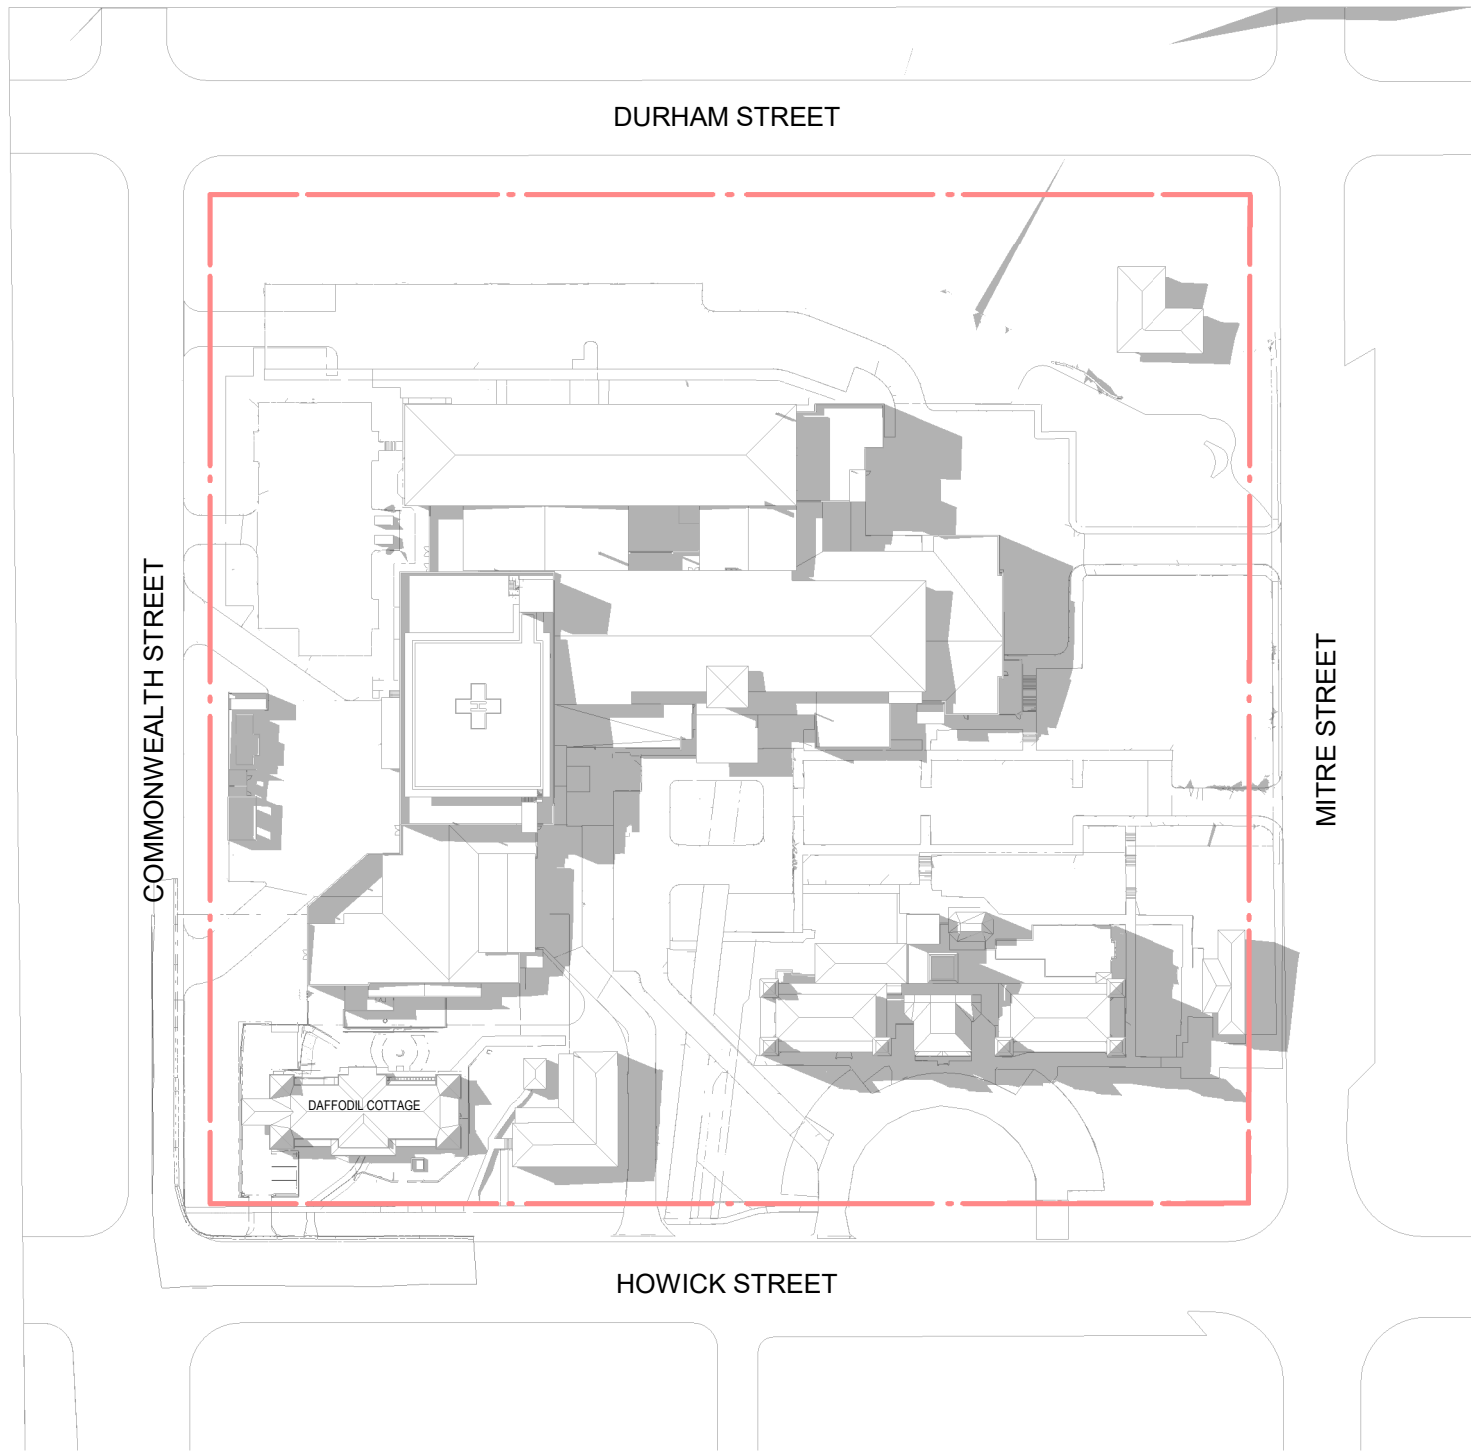 DURHAM STREET
COMMONWEALTH STREET
MITRE STREET
DAFFODIL COTTAGE
HOWICK STREET